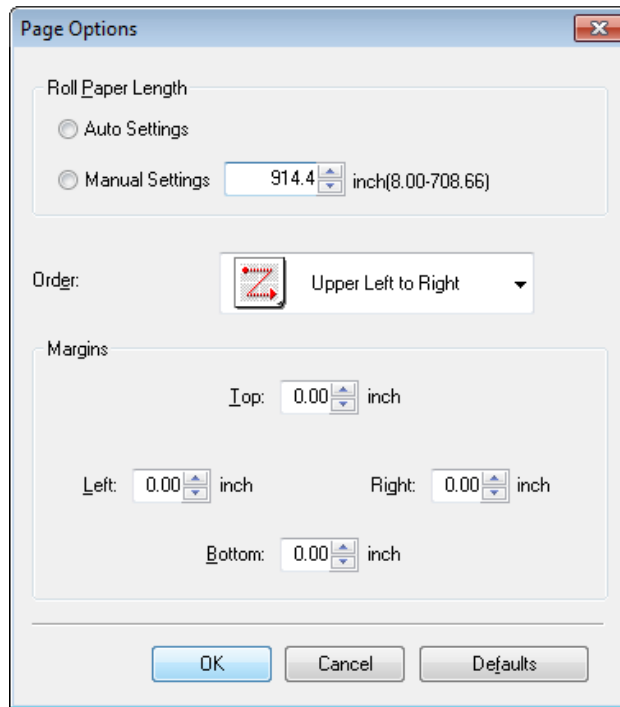 Page Options
Roll Paper Length
Auto Settings
Manual Settings 914.4 inch(8.00-708.66)
Order: Upper Left to Right
Margins
Top: 0.00 inch
Left: 0.00 inch Right: 0.00 inch
Bottom: 0.00 inch
OK Cancel Defaults